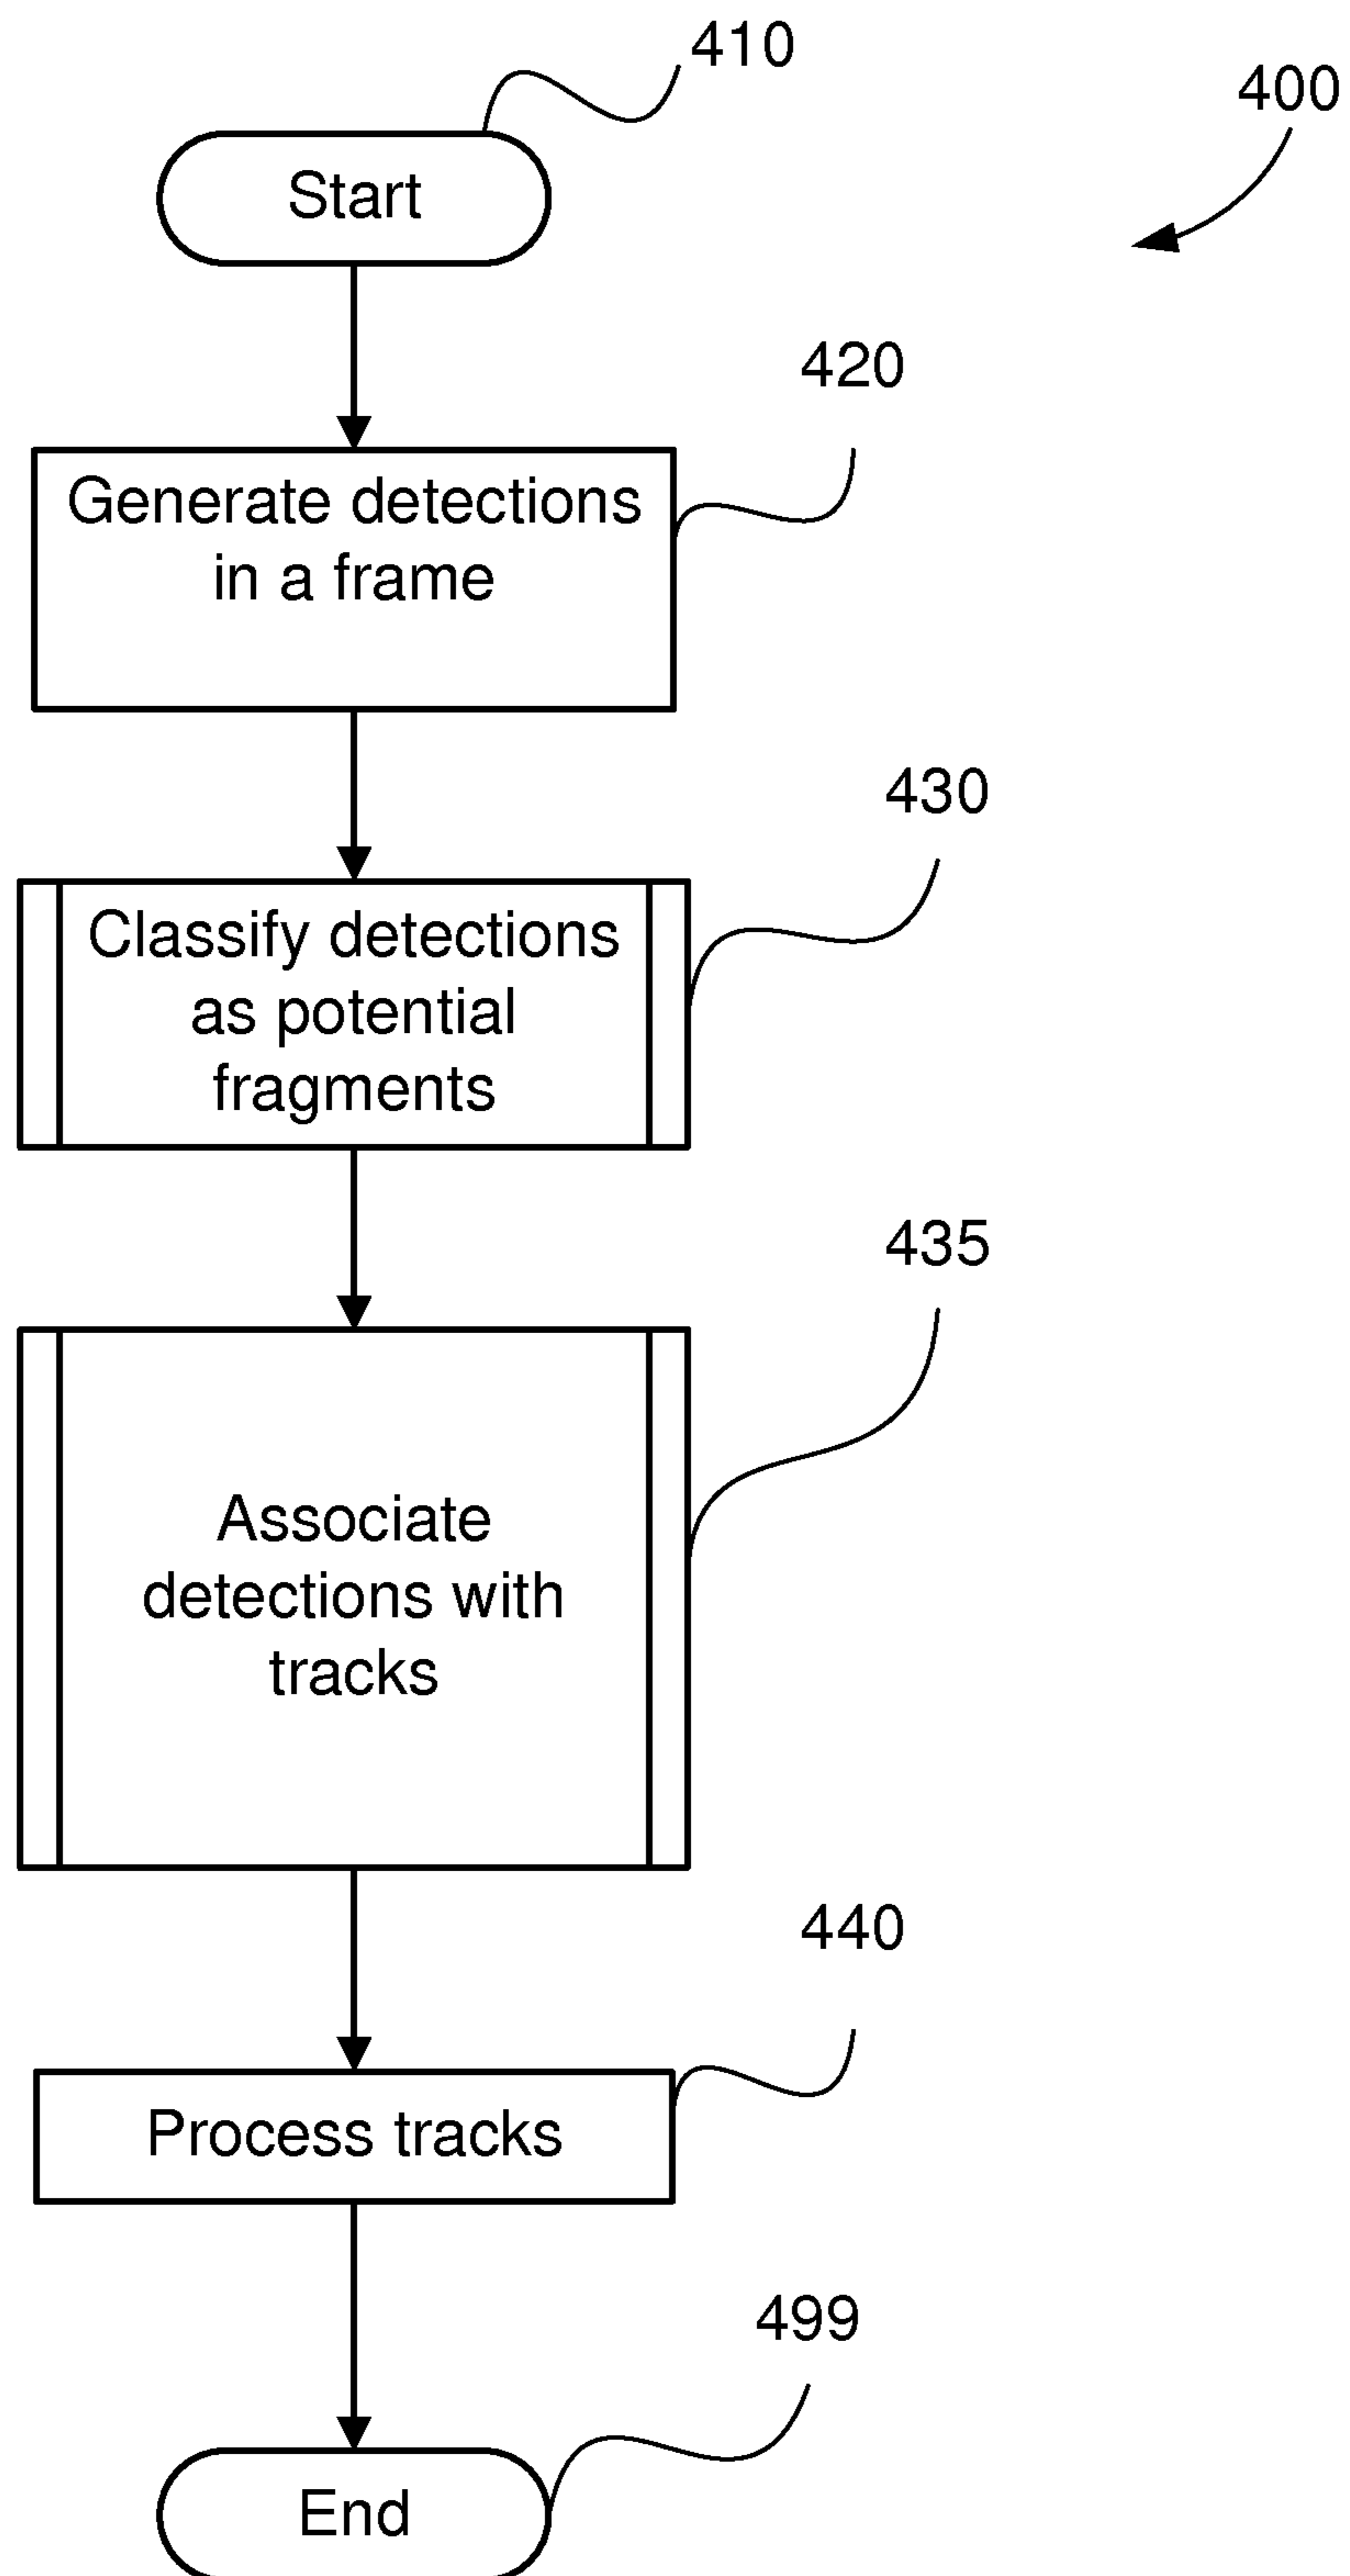 410
400
Start
420
Generate detections
in a frame
430
Classify detections
as potential
fragments
435
Associate
detections with
tracks
440
Process tracks
499
End